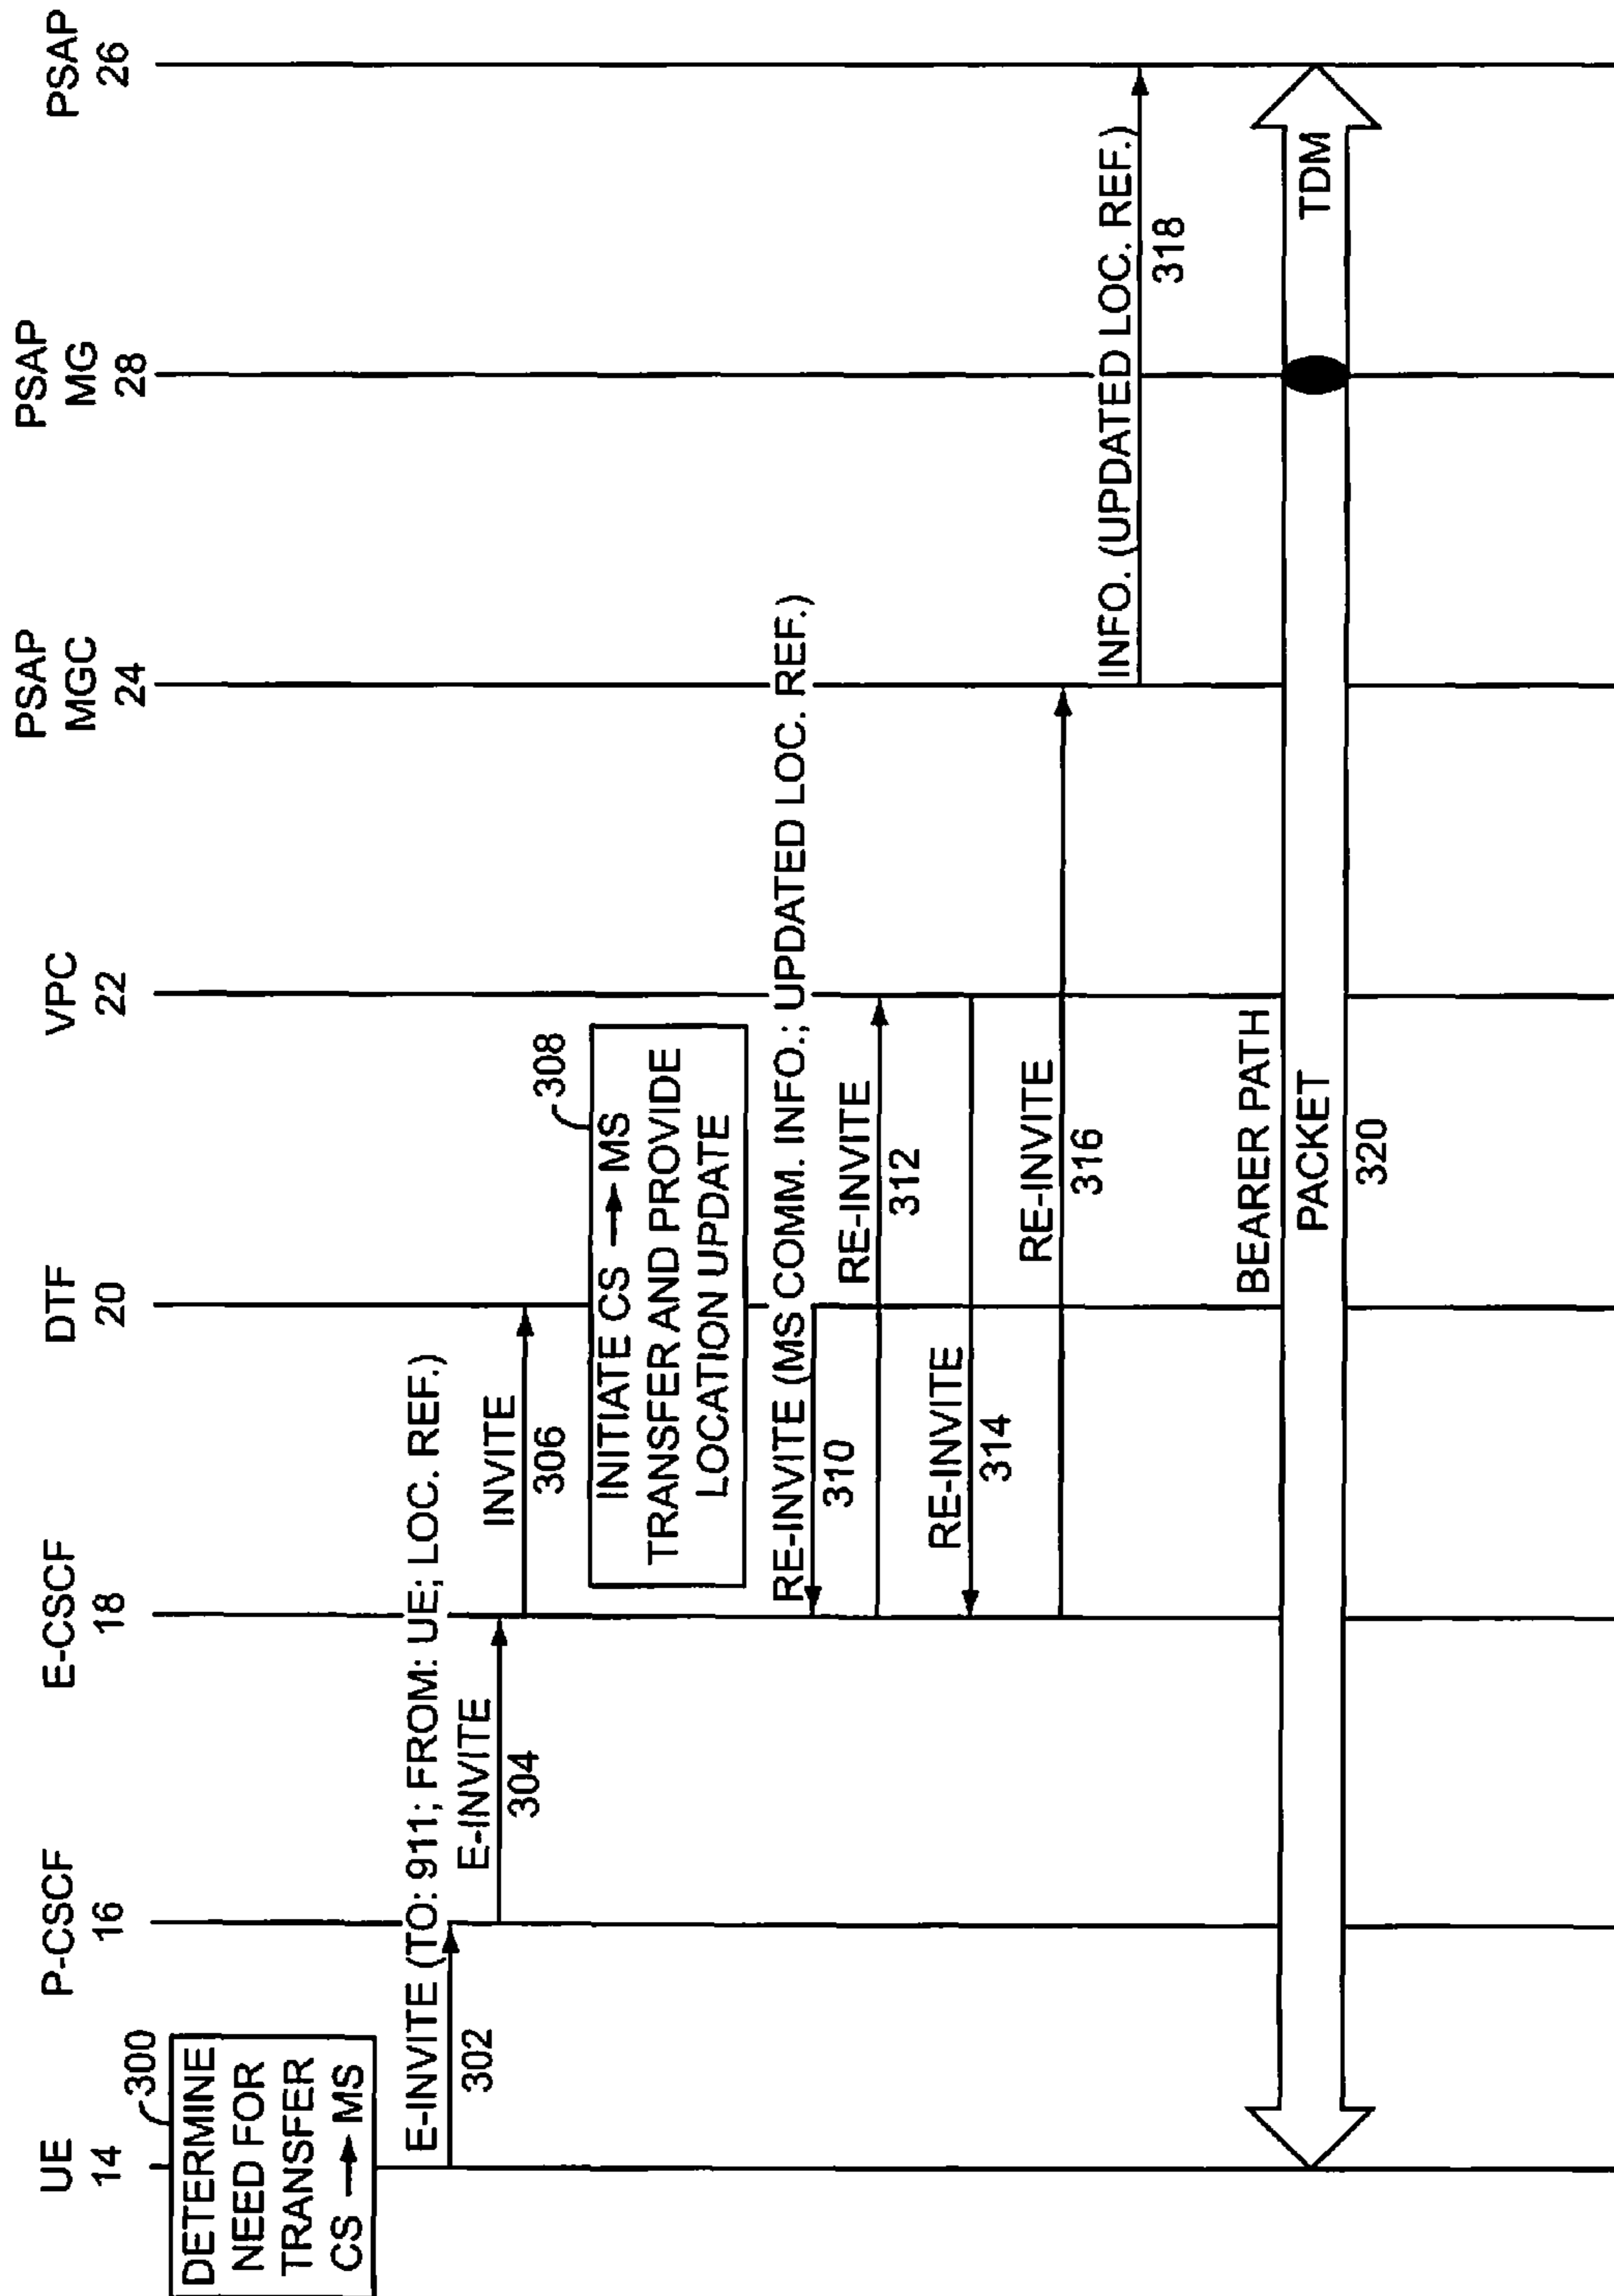 UE
14
P-CSCF
16
E-CSCF
18
DTF
20
VPC
22
PSAP
MGC
24
PSAP
MG
28
PSAP
26
300
DETERMINE
NEED FOR
TRANSFER
CS → MS
E-INVITE (TO: 911; FROM: UE; LOC. REF.)
302
E-INVITE
304
INVITE
306
308
INITIATE CS → MS
TRANSFER AND PROVIDE
LOCATION UPDATE
RE-INVITE (MS COMM. INFO.; UPDATED LOC. REF.)
310
RE-INVITE
312
RE-INVITE
314
RE-INVITE
316
INFO. (UPDATED LOC. REF.)
318
BEARER PATH
PACKET
TDM
320